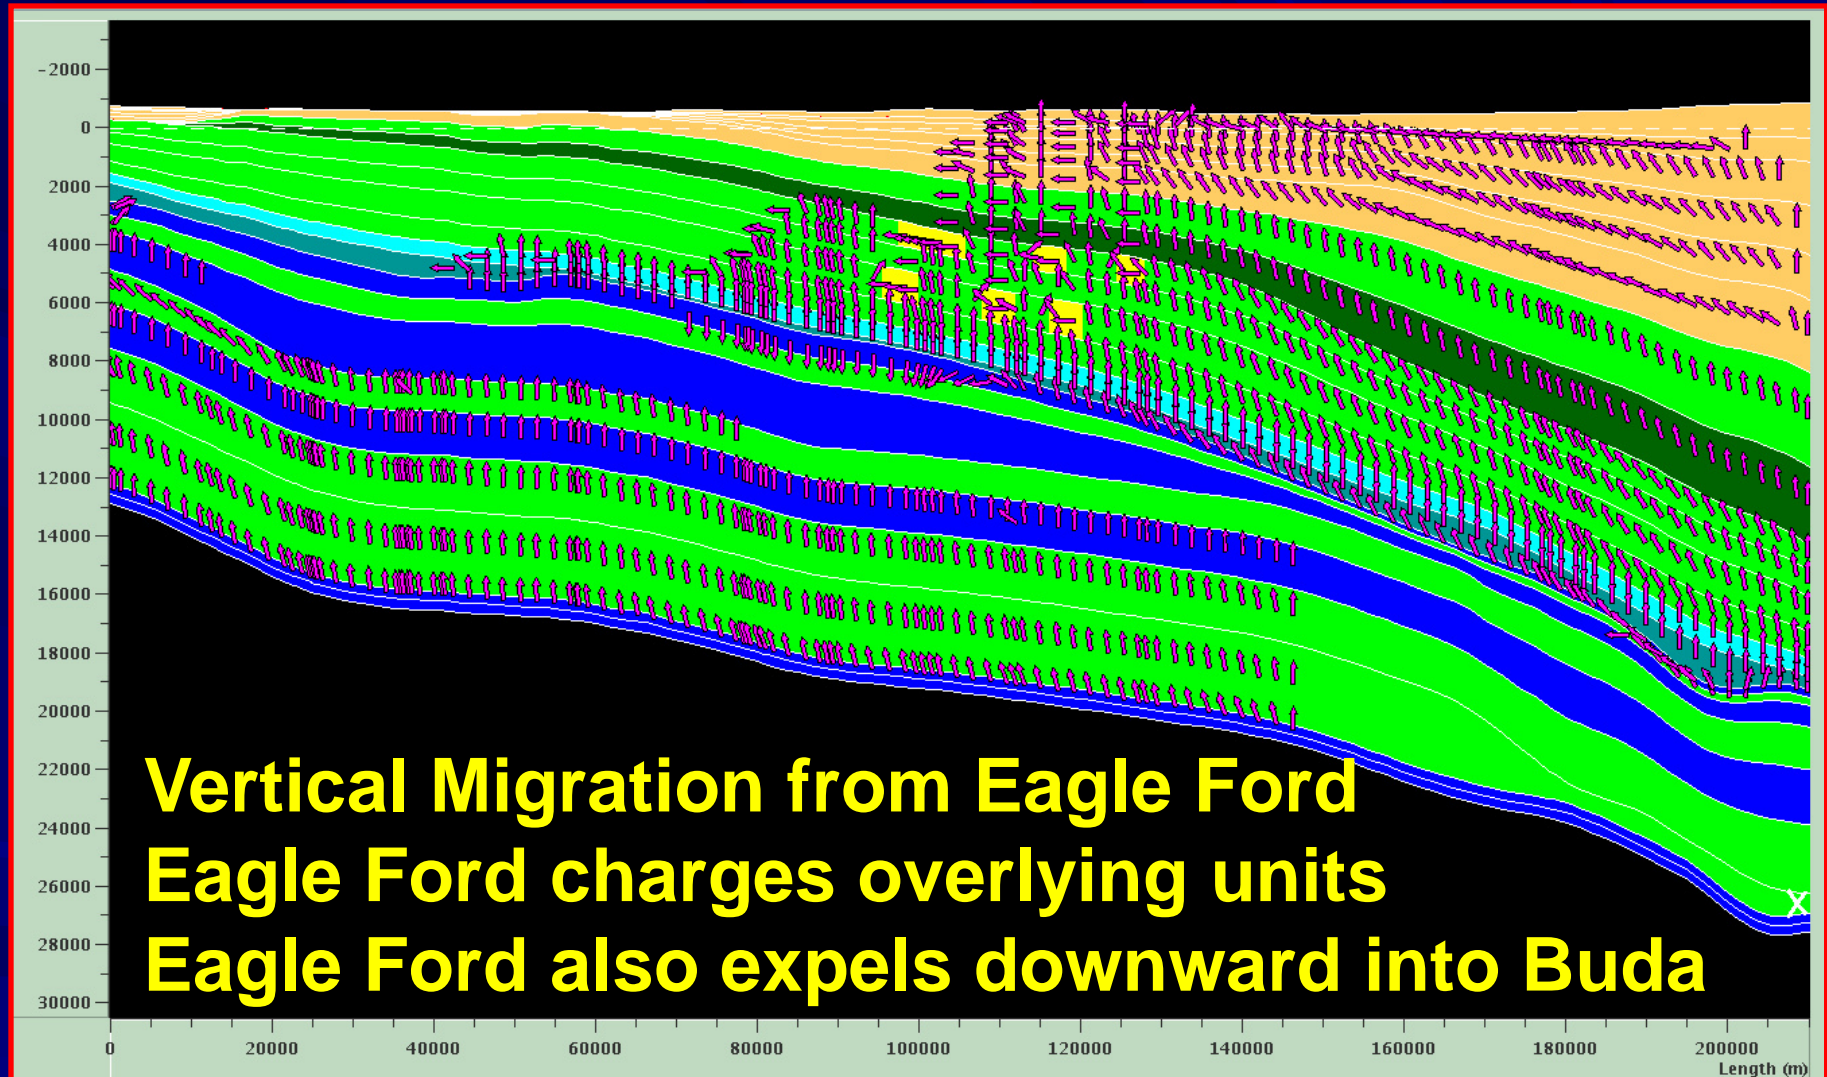 -2000
0
2000
4000
6000
8000
10000
12000
14000
16000
18000
20000
22000
24000
26000
28000
30000
Vertical Migration from Eagle Ford
Eagle Ford charges overlying units
Eagle Ford also expels downward into Buda
X
0 20000 40000 60000 80000 100000 120000 140000 160000 180000 200000
Length (m)